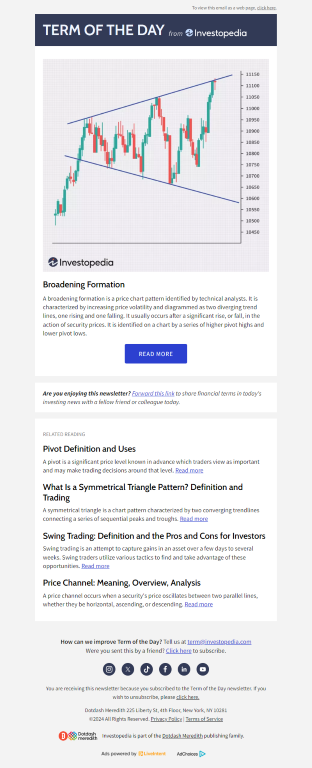 To view this email as a web page, click here.
TERM OF THE DAY from Investopedia
11150
11100
11050
11000
10950
10900
10850
10800
10750
10700
10650
10600
10550
10500
10450
Investopedia
Broadening Formation
A broadening formation is a price chart pattern identified by technical analysts. It is
characterized by increasing price volatility and diagrammed as two diverging trend
lines, one rising and one falling. It usually occurs after a significant rise, or fall, in the
action of security prices. It is identified on a chart by a series of higher pivot highs and
lower pivot lows.
READ MORE
Are you enjoying this newsletter? Forward this link to share financial terms in today's
investing news with a fellow friend or colleague today.
RELATED READING
Pivot Definition and Uses
A pivot is a significant price level known in advance which traders view as important
and may make trading decisions around that level. Read more
What Is a Symmetrical Triangle Pattern? Definition and
Trading
A symmetrical triangle is a chart pattern characterized by two converging trendlines
connecting a series of sequential peaks and troughs. Read more
Swing Trading: Definition and the Pros and Cons for Investors
Swing trading is an attempt to capture gains in an asset over a few days to several
weeks. Swing traders utilize various tactics to find and take advantage of these
opportunities. Read more
Price Channel: Meaning, Overview, Analysis
A price channel occurs when a security's price oscillates between two parallel lines,
whether they be horizontal, ascending, or descending. Read more
How can we improve Term of the Day? Tell us at term@investopedia.com
Were you sent this by a friend? Click here to subscribe.
You are receiving this newsletter because you subscribed to the Term of the Day newsletter. If you
wish to unsubscribe, please click here.
Dotdash Meredith 225 Liberty St, 4th Floor, New York, NY 10281
©2024 All Rights Reserved. Privacy Policy | Terms of Service
Dotdash meredith Investopedia is part of the Dotdash Meredith publishing family.
Ads powered by LiveIntent AdChoices